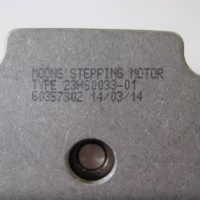 MOONS' STEPPING MOTOR
TYPE 23HS0033-01
60357302 14/03/14